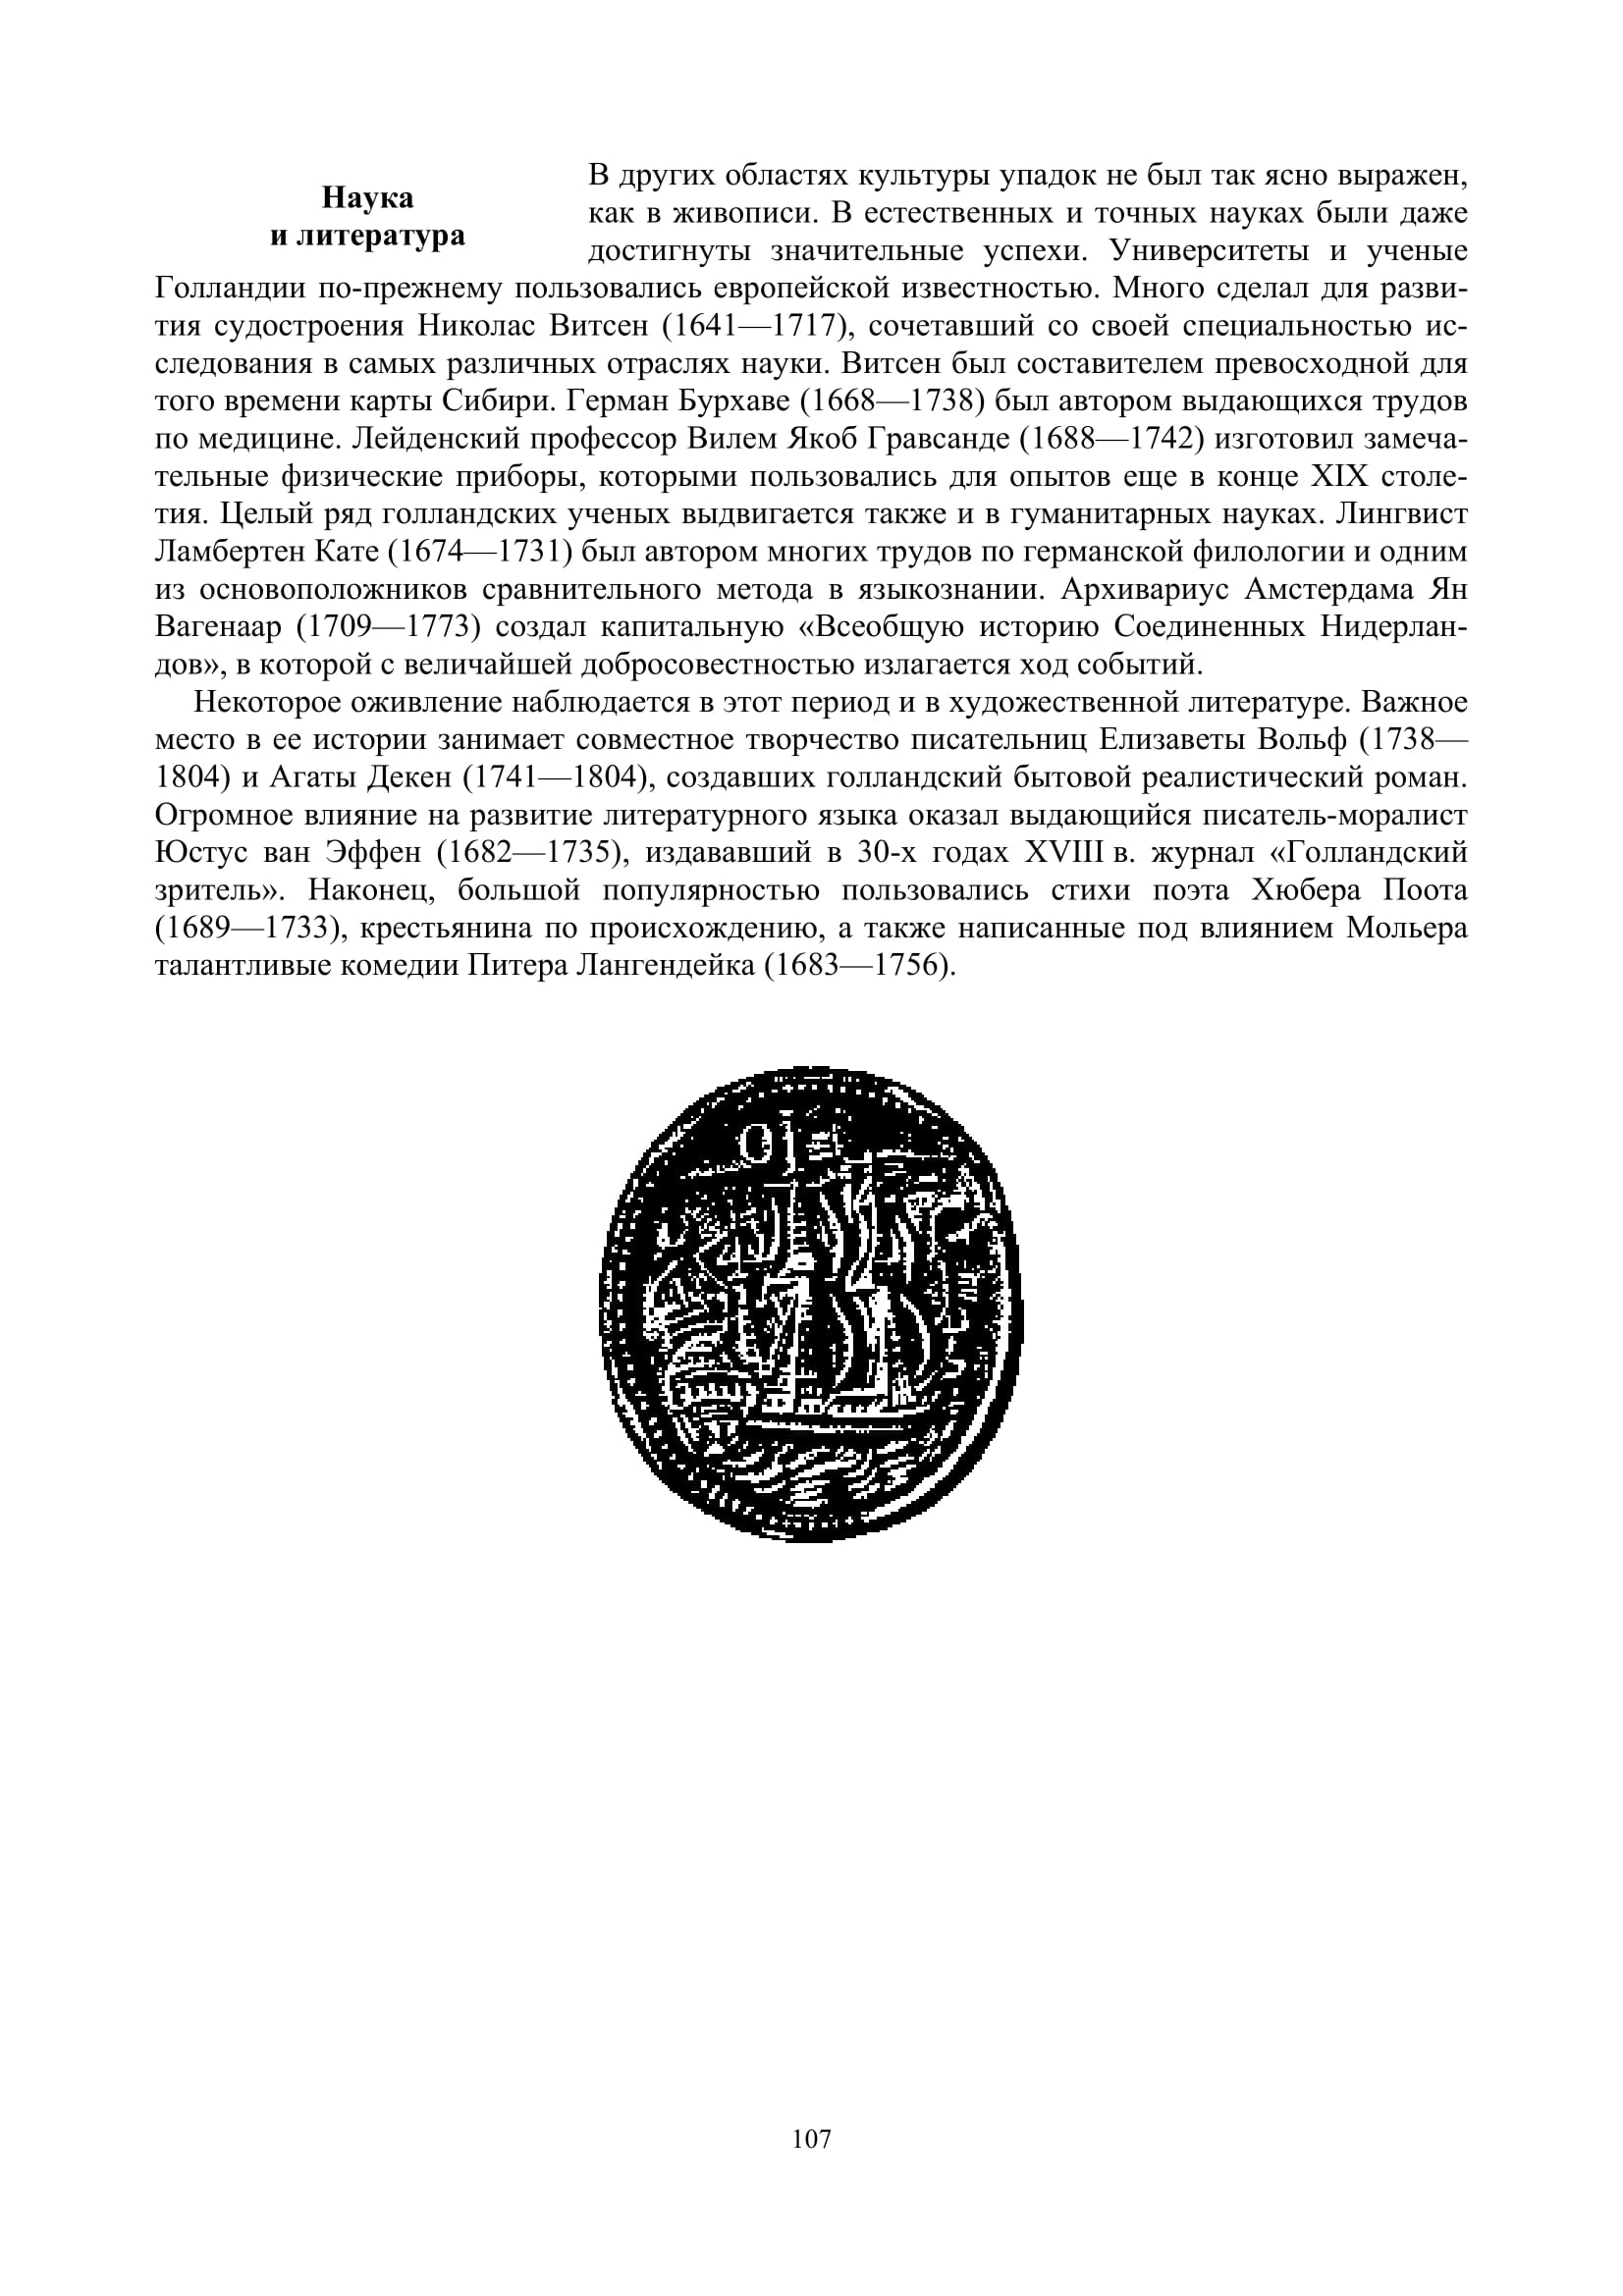 Наука
и литература
В других областях культуры упадок не был так ясно выражен,
как в живописи. В естественных и точных науках были даже
достигнуты значительные успехи. Университеты и ученые
Голландии по-прежнему пользовались европейской известностью. Много сделал для разви-
тия судостроения Николас Витсен (1641—1717), сочетавший со своей специальностью ис-
следования в самых различных отраслях науки. Витсен был составителем превосходной для
того времени карты Сибири. Герман Бурхаве (1668—1738) был автором выдающихся трудов
по медицине. Лейденский профессор Вилем Якоб Гравсанде (1688—1742) изготовил замеча-
тельные физические приборы, которыми пользовались для опытов еще в конце XIX столе-
тия. Целый ряд голландских ученых выдвигается также и в гуманитарных науках. Лингвист
Ламбертен Кате (1674—1731) был автором многих трудов по германской филологии и одним
из основоположников сравнительного метода в языкознании. Архивариус Амстердама Ян
Вагенаар (1709—1773) создал капитальную «Всеобщую историю Соединенных Нидерлан-
дов», в которой с величайшей добросовестностью излагается ход событий.
Некоторое оживление наблюдается в этот период и в художественной литературе. Важное
место в ее истории занимает совместное творчество писательниц Елизаветы Вольф (1738—
1804) и Агаты Декен (1741—1804), создавших голландский бытовой реалистический роман.
Огромное влияние на развитие литературного языка оказал выдающийся писатель-моралист
Юстус ван Эффен (1682—1735), издававший в 30-х годах XVIII в. журнал «Голландский
зритель». Наконец, большой популярностью пользовались стихи поэта Хюбера Поота
(1689—1733), крестьянина по происхождению, а также написанные под влиянием Мольера
талантливые комедии Питера Лангендейка (1683—1756).
107